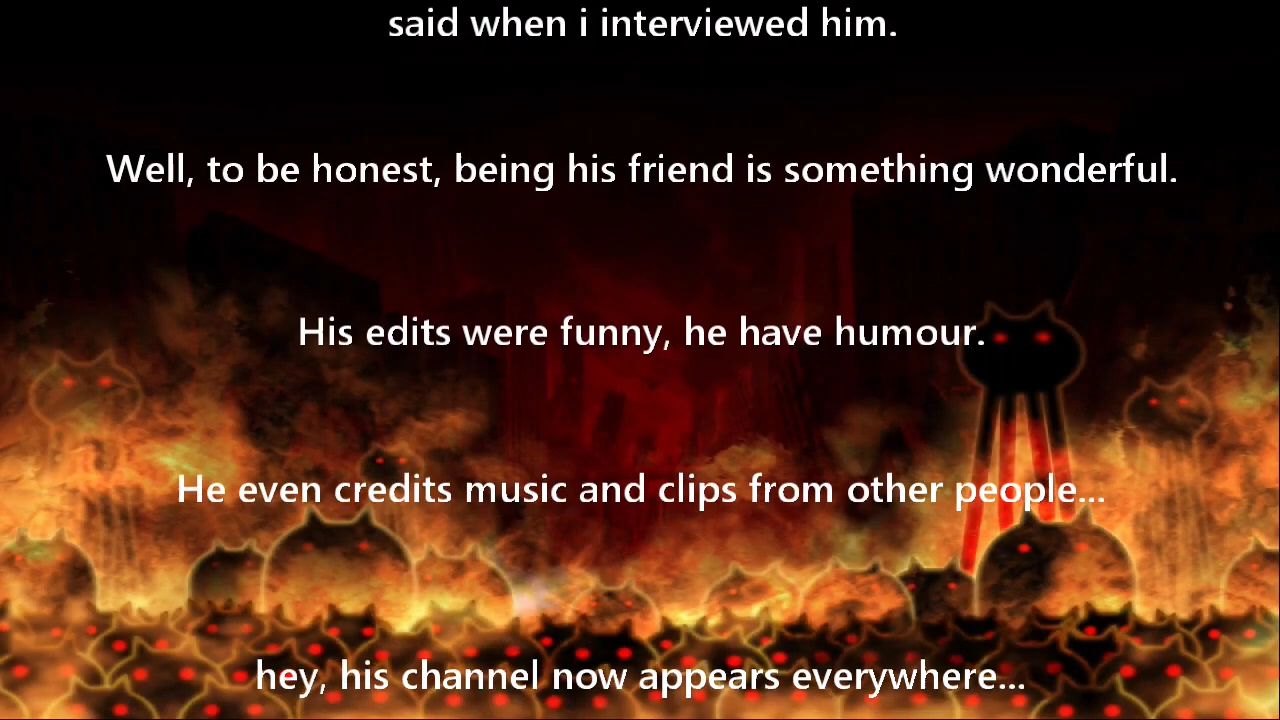 said when i interviewed him.
Well, to be honest, being his friend is something wonderful.
His edits were funny, he have humour.
He even credits music and clips from other people...
hey, his channel now appears everywhere...